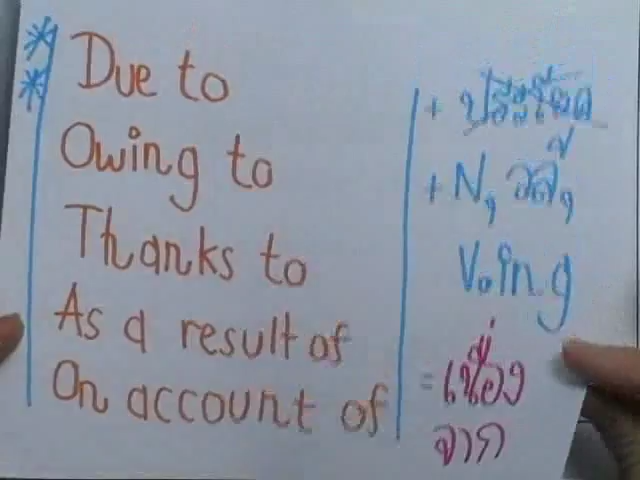 ** Due to
Owing to
Thanks to
As a result of
On account of
+ ประโยค
+ N, วลี,
V.ing
= เนื่อง
จาก